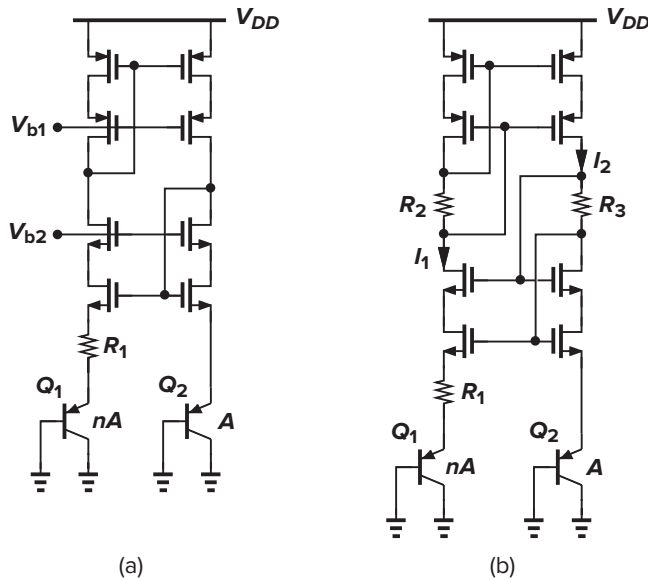 V_DD V_DD
V_b1
I_2
R_2 R_3
V_b2
I_1
R_1
R_1
Q_1 Q_2
nA A
Q_1 Q_2
nA A
(a) (b)